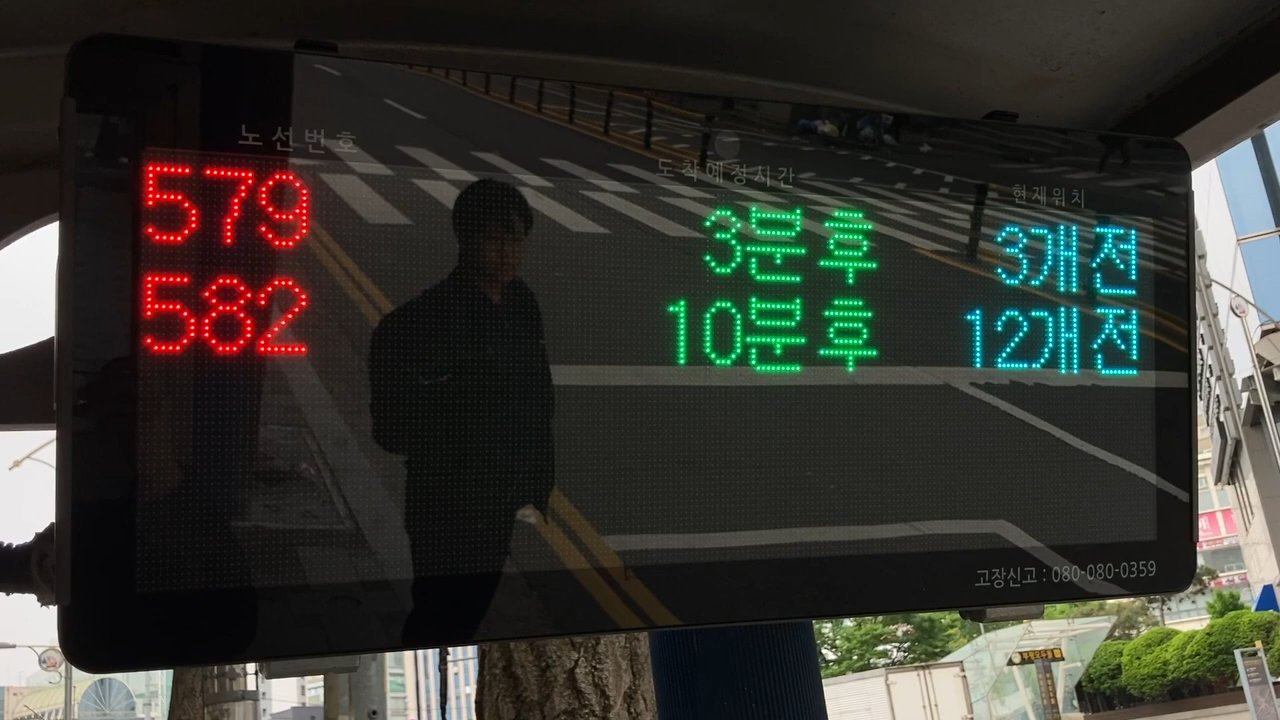 노선번호 도착예정시간 현재위치
579 3분 후 3개 전
582 10분 후 12개 전
고장신고 : 080-080-0359